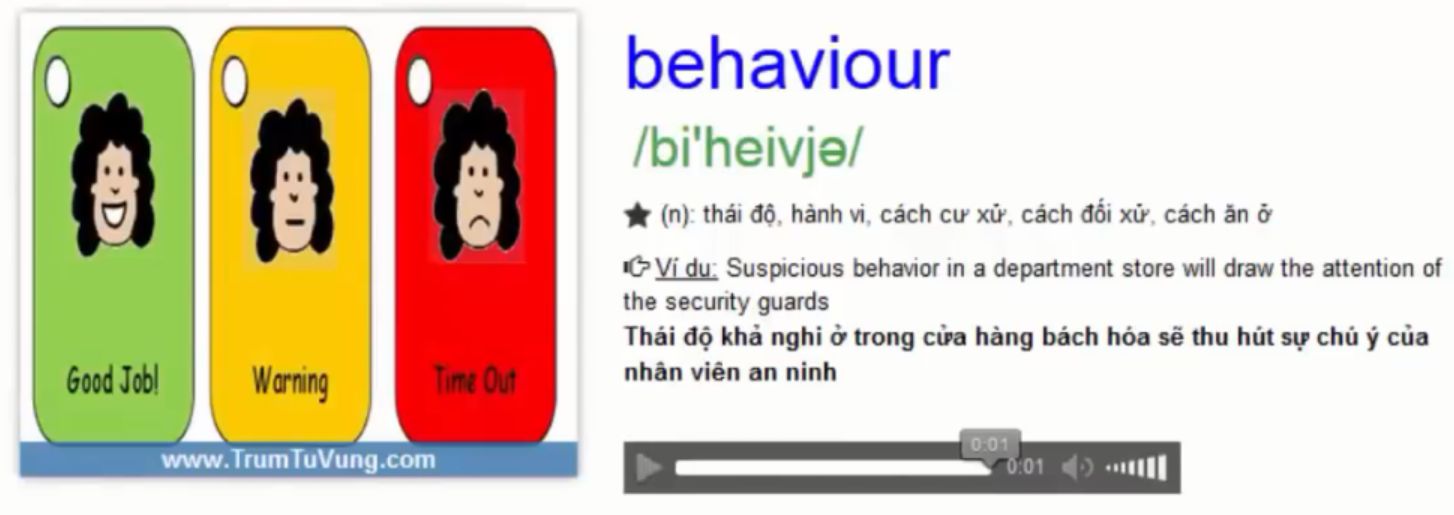 Good Job!
Warning
Time Out
www.TrumTuVung.com
behaviour
/bi'heivjə/
(n): thái độ, hành vi, cách cư xử, cách đối xử, cách ăn ở
Ví du: Suspicious behavior in a department store will draw the attention of
the security guards
Thái độ khả nghi ở trong cửa hàng bách hóa sẽ thu hút sự chú ý của
nhân viên an ninh
0:01
0:01